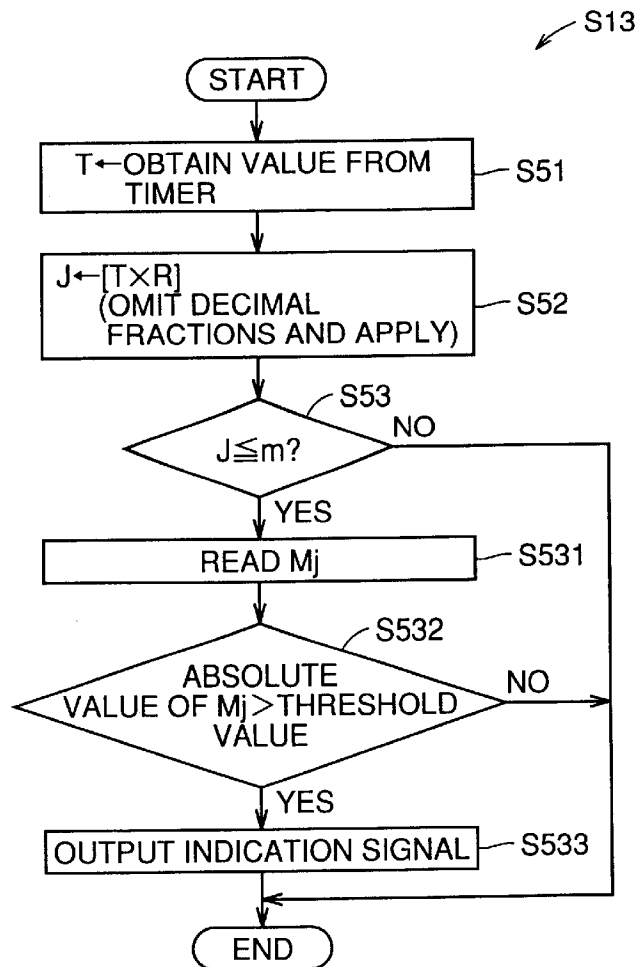 S13
START
T←OBTAIN VALUE FROM
TIMER
S51
J←[T×R]
(OMIT DECIMAL
FRACTIONS AND APPLY)
S52
S53
J≦m?
NO
YES
READ Mj
S531
S532
ABSOLUTE
VALUE OF Mj>THRESHOLD
VALUE
NO
YES
OUTPUT INDICATION SIGNAL
S533
END